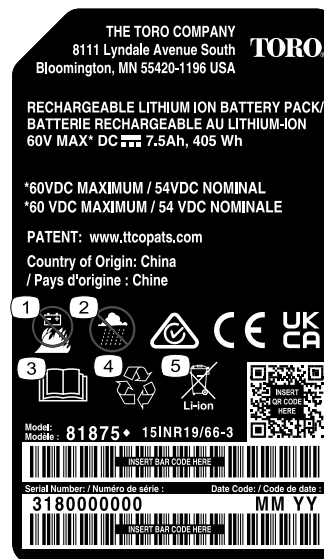 THE TORO COMPANY
8111 Lyndale Avenue South
Bloomington, MN 55420-1196 USA
TORO.
RECHARGEABLE LITHIUM ION BATTERY PACK/
BATTERIE RECHARGEABLE AU LITHIUM-ION
60V MAX* DC 7.5Ah, 405 Wh
*60VDC MAXIMUM / 54VDC NOMINAL
*60 VDC MAXIMUM / 54 VDC NOMINALE
PATENT: www.ttcopats.com
Country of Origin: China
/ Pays d'origine : Chine
1
2
CE
UK
CA
3
4
5
Li-ion
INSERT
QR CODE
HERE
Model:
Modèle : 81875 15INR19/66-3
INSERT BAR CODE HERE
Serial Number: / Numéro de série : Date Code: / Code de date :
3180000000 MM YY
INSERT BAR CODE HERE